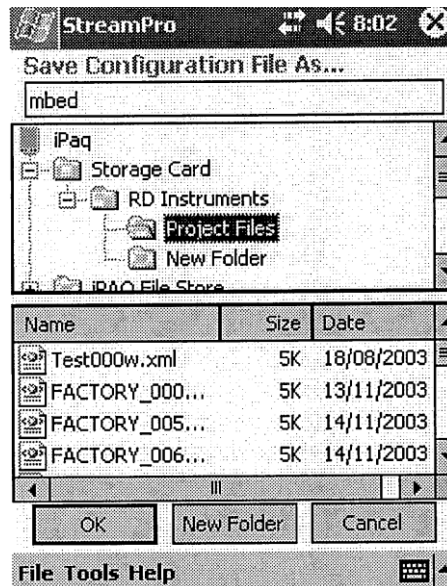 StreamPro 8:02
Save Configuration File As...
mbed
iPaq
Storage Card
RD Instruments
Project Files
New Folder
iPAQ File Store
Name Size Date
Test000w.xml 5K 18/08/2003
FACTORY_000... 5K 13/11/2003
FACTORY_005... 5K 14/11/2003
FACTORY_006... 5K 14/11/2003
OK New Folder Cancel
File Tools Help